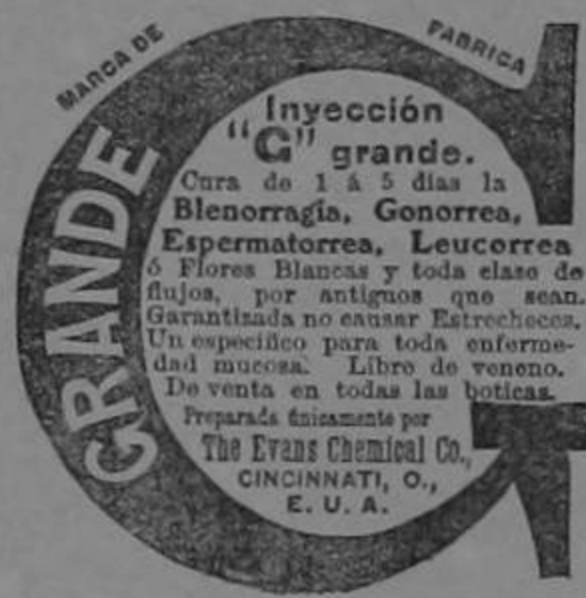 MARCA DE FABRICA
GRANDE
Inyección
"G" grande.
Cura de 1 á 5 dias la
Blenorragía, Gonorrea,
Espermatorrea, Leucorrea
ó Flores Blancas y toda clase de
flujos, por antiguos que sean.
Garantizada no causar Estrecheces.
Un especifico para toda enferme-
dad mucosa. Libre de veneno.
De venta en todas las boticas.
Preparada únicamente por
The Evans Chemical Co.,
CINCINNATI, O.,
E. U. A.